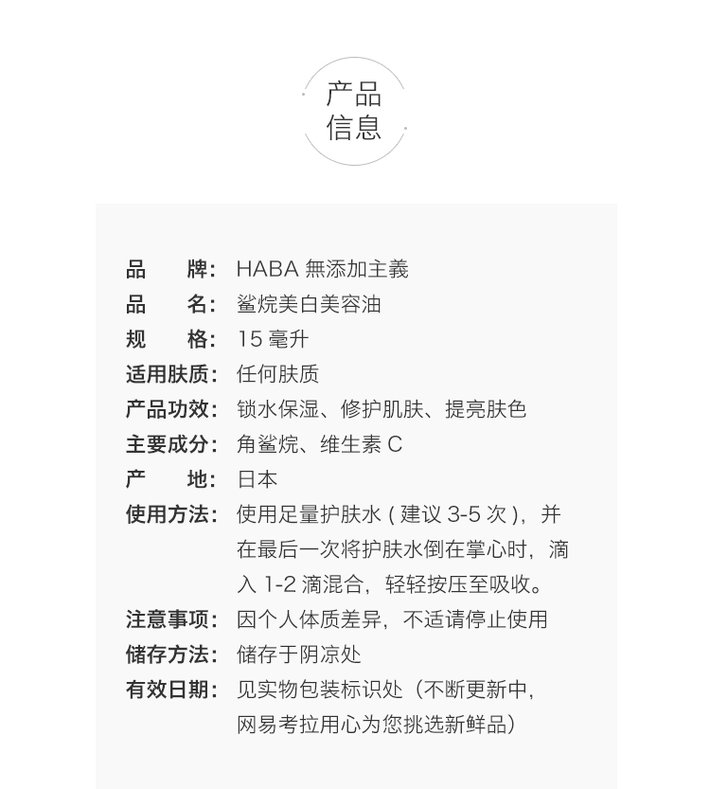 产品
信息
品牌：HABA 無添加主義
品名：鲨烷美白美容油
规格：15 毫升
适用肤质：任何肤质
产品功效：锁水保湿、修护肌肤、提亮肤色
主要成分：角鲨烷、维生素 C
产地：日本
使用方法：使用足量护肤水 ( 建议 3-5 次 )，并
在最后一次将护肤水倒在掌心时，滴
入 1-2 滴混合，轻轻按压至吸收。
注意事项：因个人体质差异，不适请停止使用
储存方法：储存于阴凉处
有效日期：见实物包装标识处（不断更新中，
网易考拉用心为您挑选新鲜品）